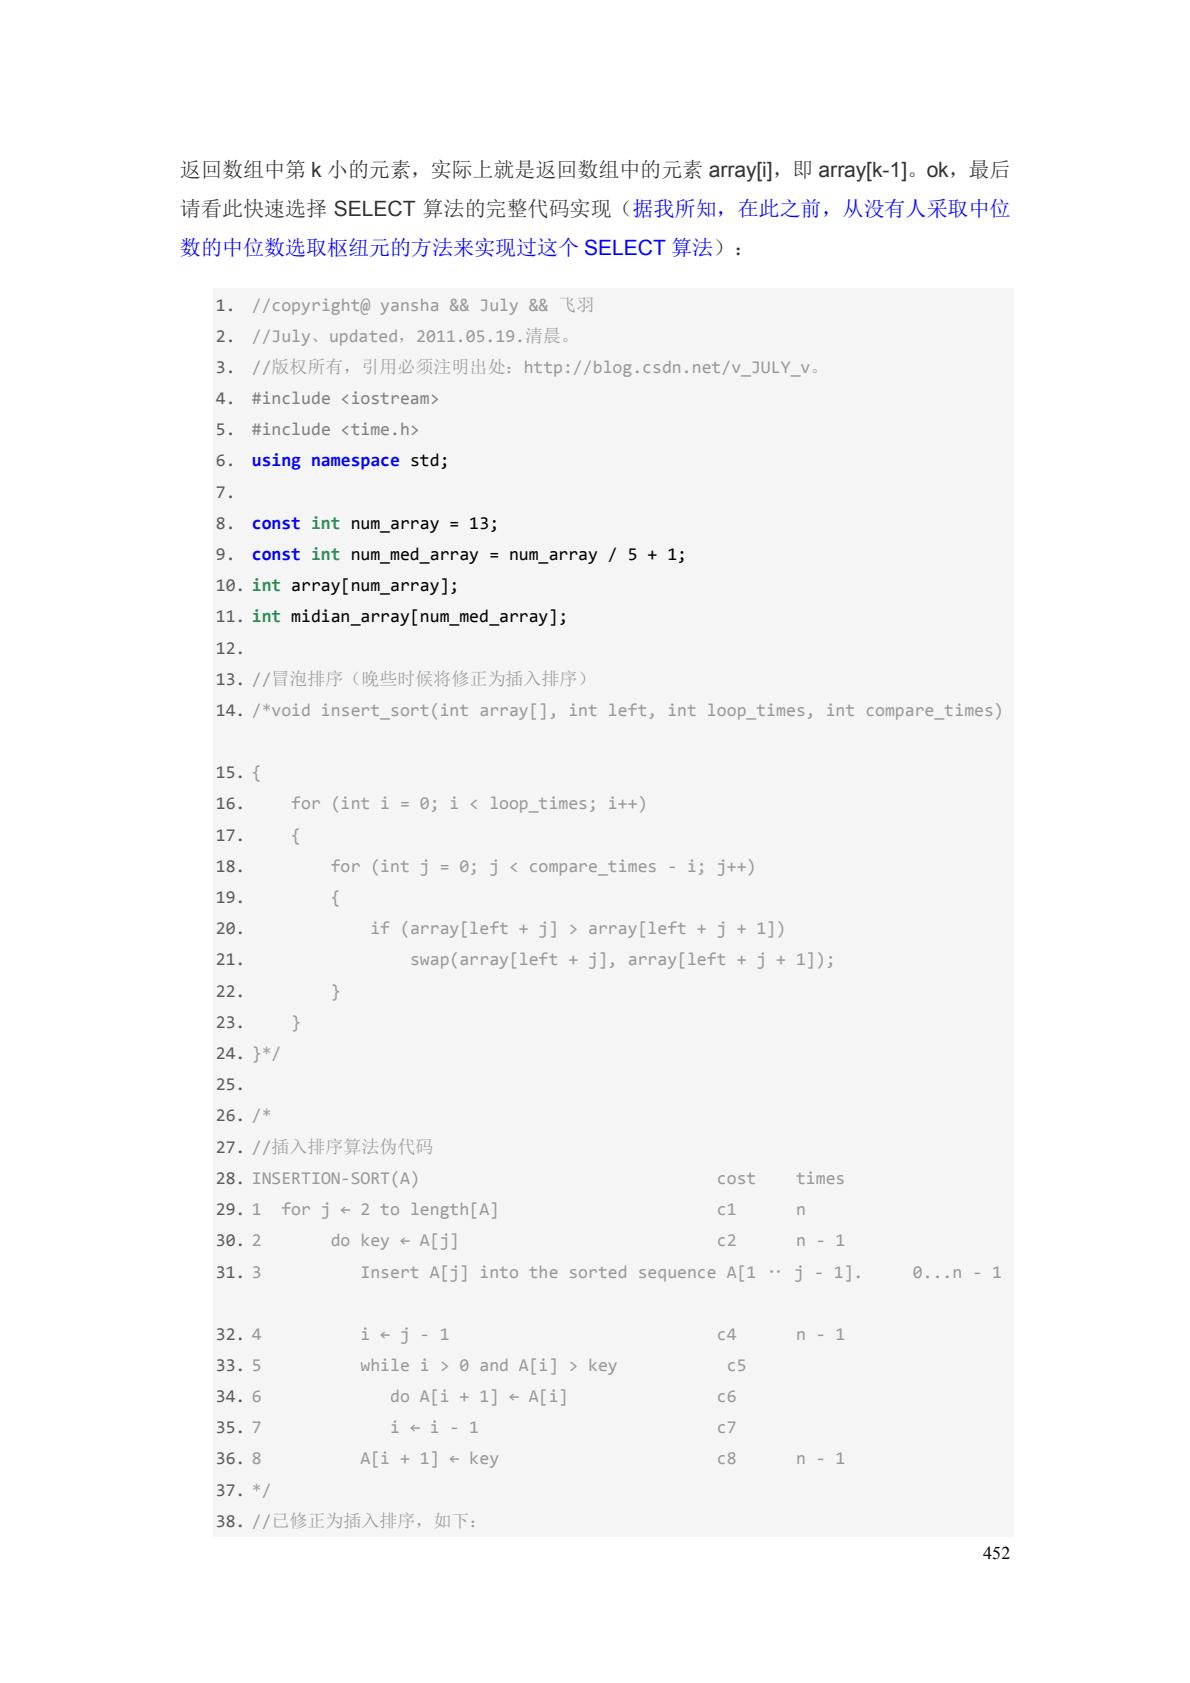 返回数组中第 k 小的元素，实际上就是返回数组中的元素 array[i]，即 array[k-1]。ok，最后
请看此快速选择 SELECT 算法的完整代码实现（据我所知，在此之前，从没有人采取中位
数的中位数选取枢纽元的方法来实现过这个 SELECT 算法）：
1. //copyright@ yansha && July && 飞羽
2. //July、updated，2011.05.19.清晨。
3. //版权所有，引用必须注明出处：http://blog.csdn.net/v_JULY_v。
4. #include <iostream>
5. #include <time.h>
6. using namespace std;
7.
8. const int num_array = 13;
9. const int num_med_array = num_array / 5 + 1;
10. int array[num_array];
11. int midian_array[num_med_array];
12.
13. //冒泡排序（晚些时候将修正为插入排序）
14. /*void insert_sort(int array[], int left, int loop_times, int compare_times)
15. {
16.     for (int i = 0; i < loop_times; i++)
17.     {
18.         for (int j = 0; j < compare_times - i; j++)
19.         {
20.             if (array[left + j] > array[left + j + 1])
21.                 swap(array[left + j], array[left + j + 1]);
22.         }
23.     }
24. }*/
25.
26. /*
27. //插入排序算法伪代码
28. INSERTION-SORT(A)                              cost    times
29. 1  for j ← 2 to length[A]                      c1      n
30. 2       do key ← A[j]                          c2      n - 1
31. 3          Insert A[j] into the sorted sequence A[1 ‥ j - 1].     0...n - 1
32. 4          i ← j - 1                           c4      n - 1
33. 5          while i > 0 and A[i] > key           c5
34. 6             do A[i + 1] ← A[i]               c6
35. 7             i ← i - 1                        c7
36. 8          A[i + 1] ← key                      c8      n - 1
37. */
38. //已修正为插入排序，如下：
452